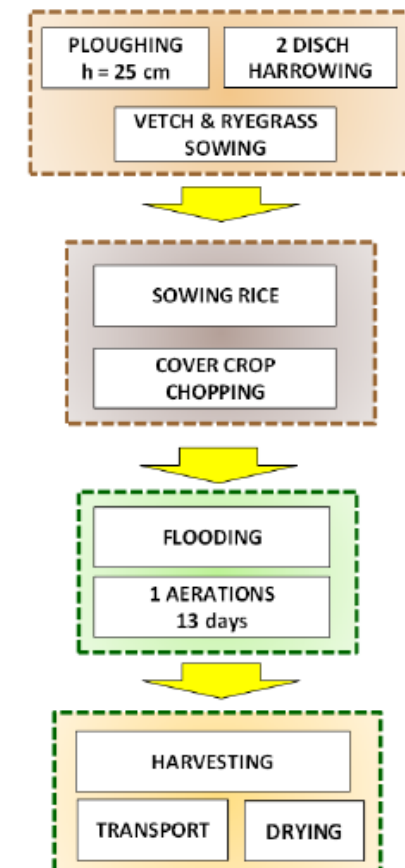 PLOUGHING
h = 25 cm
2 DISCH
HARROWING
VETCH & RYEGRASS
SOWING
SOWING RICE
COVER CROP
CHOPPING
FLOODING
1 AERATIONS
13 days
HARVESTING
TRANSPORT
DRYING